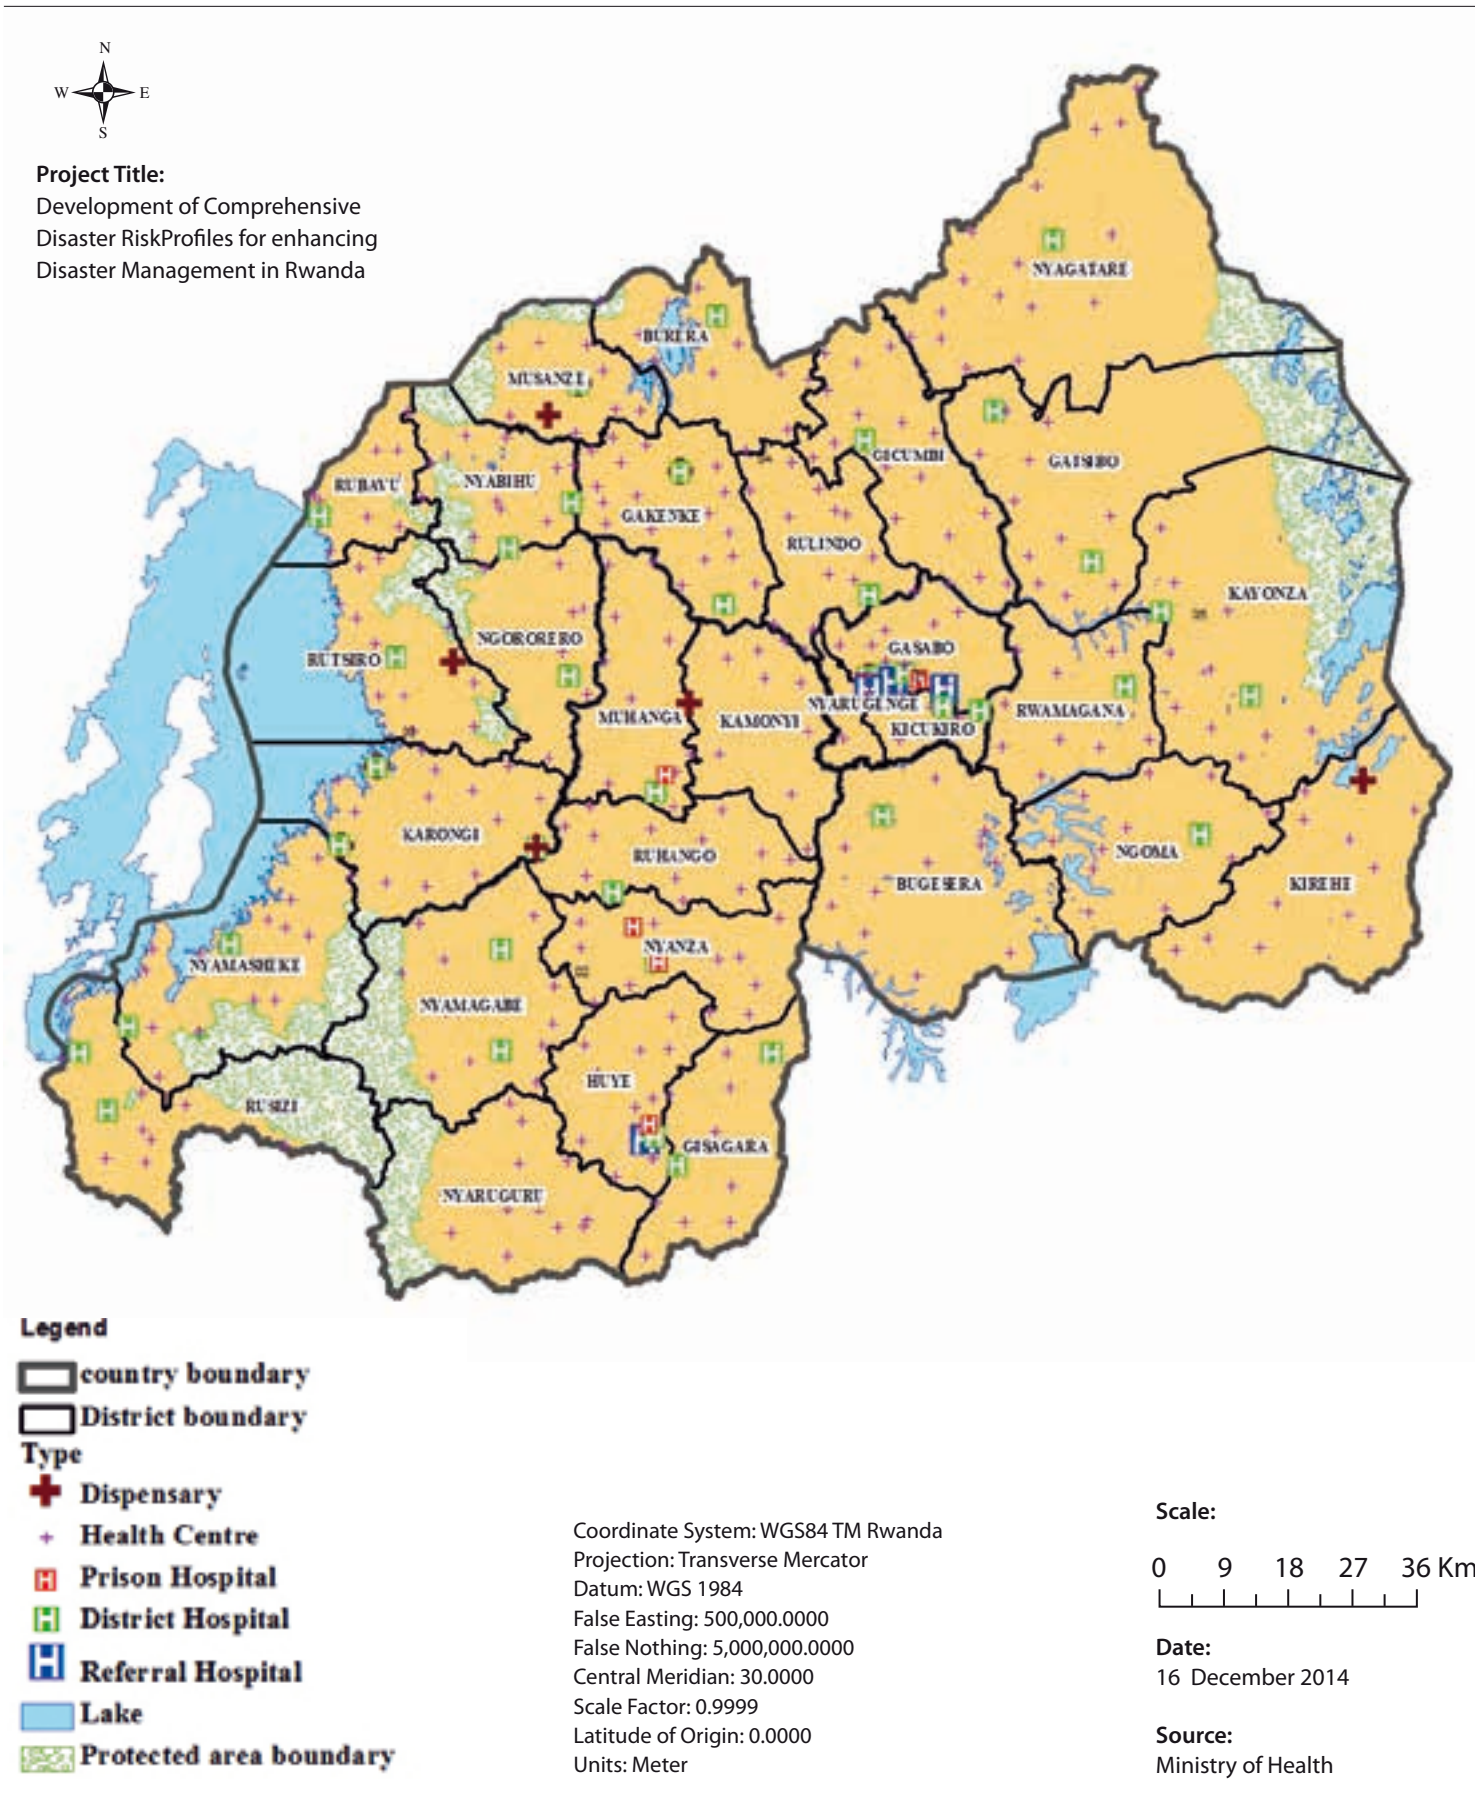 N
W E
S
Project Title:
Development of Comprehensive
Disaster RiskProfiles for enhancing
Disaster Management in Rwanda
NYAGATARE
BURERA
MUSANZE
GICUMBI
GATSIBO
RUBAVU
NYABIHU
GAKENKE
RULINDO
KAYONZA
NGORORERO
GASABO
RUTSIRO
MUHANGA
KAMONYI
NYARUGENGE
RWAMAGANA
KICUKIRO
KARONGI
RUHANGO
NGOMA
BUGESERA
KIREHE
NYANZA
NYAMASHEKE
NYAMAGABE
HUYE
RUSIZI
GISAGARA
NYARUGURU
Legend
country boundary
District boundary
Type
Dispensary
Health Centre
H Prison Hospital
H District Hospital
H Referral Hospital
Lake
Protected area boundary
Coordinate System: WGS84 TM Rwanda
Projection: Transverse Mercator
Datum: WGS 1984
False Easting: 500,000.0000
False Nothing: 5,000,000.0000
Central Meridian: 30.0000
Scale Factor: 0.9999
Latitude of Origin: 0.0000
Units: Meter
Scale:
0 9 18 27 36 Km
Date:
16 December 2014
Source:
Ministry of Health